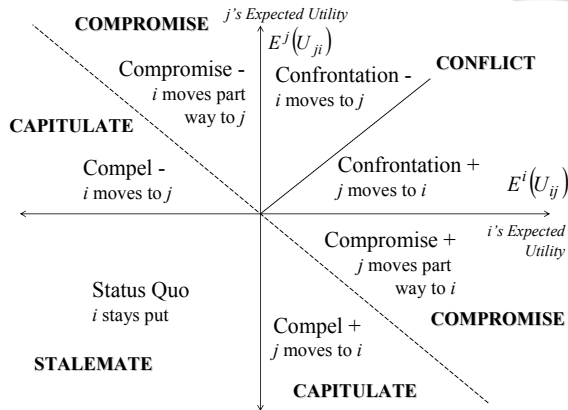 COMPROMISE
j's Expected Utility
E^j(U_ji)
Compromise -
i moves part
way to j
Confrontation -
i moves to j
CONFLICT
CAPITULATE
Compel -
i moves to j
Confrontation +
j moves to i
E^i(U_ij)
i's Expected
Utility
Compromise +
j moves part
way to i
Status Quo
i stays put
Compel +
j moves to i
COMPROMISE
STALEMATE
CAPITULATE